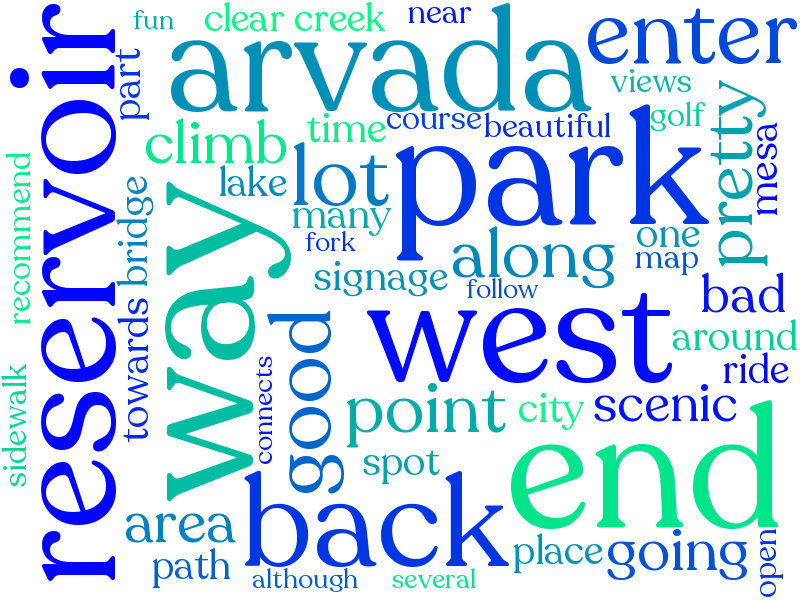 fun
clear creek
near
arvada
enter
reservoir
part
views
golf
pretty
mesa
climb
time
course
beautiful
park
lake
lot
many
recommend
bridge
way
fork
along
one
map
signage
follow
towards
bad
west
around
ride
good
connects
sidewalk
point
city
scenic
end
spot
back
area
path
although
several
place
going
open